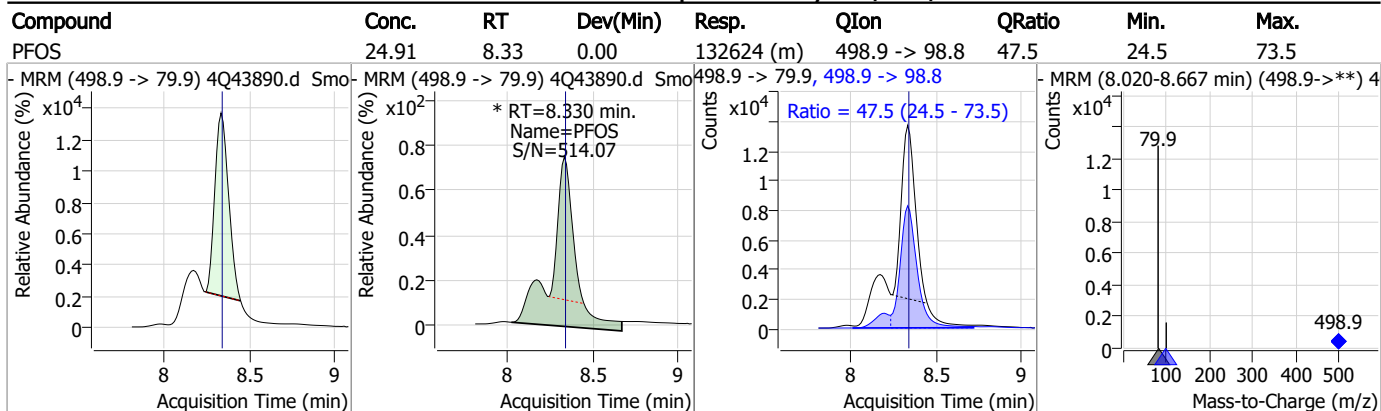 Compound Conc. RT Dev(Min) Resp. QIon QRatio Min. Max.
PFOS 24.91 8.33 0.00 132624 (m) 498.9 -> 98.8 47.5 24.5 73.5
- MRM (498.9 -> 79.9) 4Q43890.d Smo
Relative Abundance (%)
x10⁴
1.2
1
0.8
0.6
0.4
0.2
0
8 8.5 9
Acquisition Time (min)
- MRM (498.9 -> 79.9) 4Q43890.d Smo
Relative Abundance (%)
x10²
* RT=8.330 min.
Name=PFOS
S/N=514.07
0.8
0.6
0.4
0.2
0
8 8.5 9
Acquisition Time (min)
498.9 -> 79.9, 498.9 -> 98.8
Counts
x10⁴
Ratio = 47.5 (24.5 - 73.5)
1.2
1
0.8
0.6
0.4
0.2
0
8 8.5 9
Acquisition Time (min)
- MRM (8.020-8.667 min) (498.9->**) 4
Counts
x10⁴
79.9
1.2
1
0.8
0.6
0.4
0.2
498.9
0
100 200 300 400 500
Mass-to-Charge (m/z)